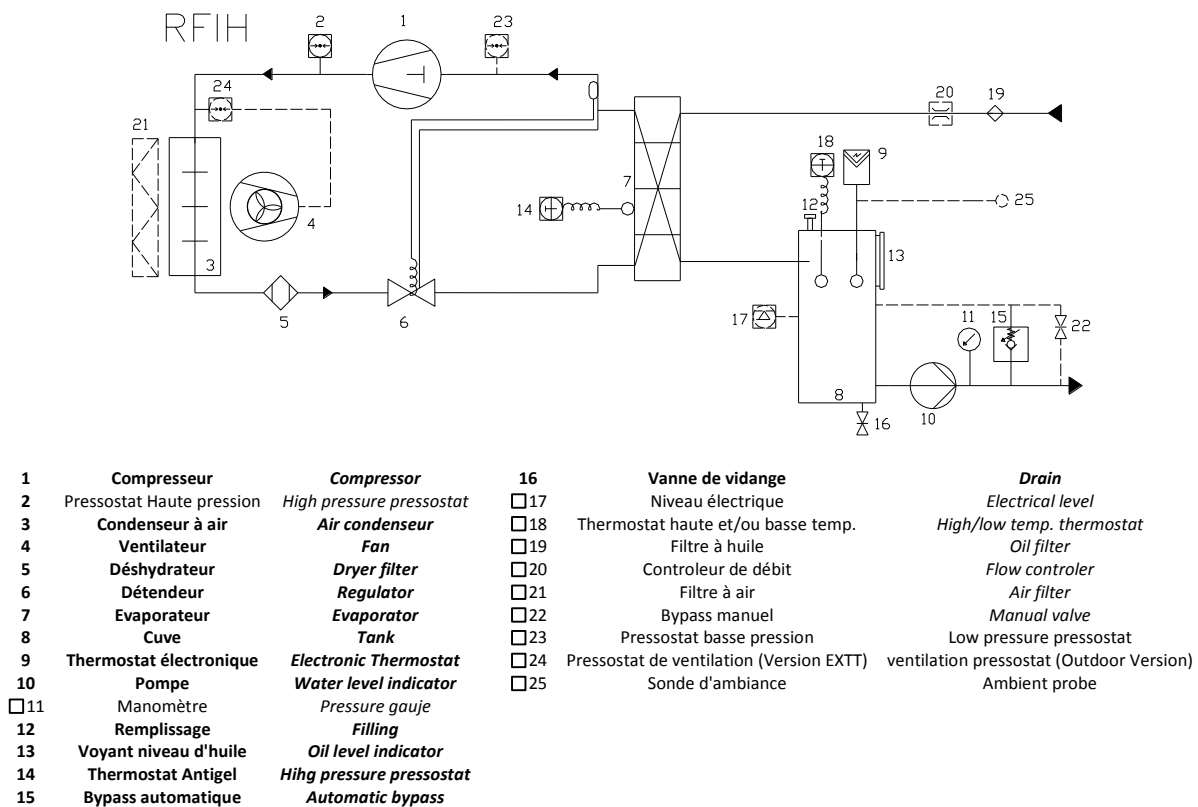 RFIH
2
1
23
24
21
20
19
18
9
7
14
12
25
4
3
13
17
11
15
22
5
6
8
10
16
1 Compresseur Compressor
2 Pressostat Haute pression High pressure pressostat
3 Condenseur à air Air condenseur
4 Ventilateur Fan
5 Déshydrateur Dryer filter
6 Détendeur Regulator
7 Evaporateur Evaporator
8 Cuve Tank
9 Thermostat électronique Electronic Thermostat
10 Pompe Water level indicator
□11 Manomètre Pressure gauje
12 Remplissage Filling
13 Voyant niveau d'huile Oil level indicator
14 Thermostat Antigel Hihg pressure pressostat
15 Bypass automatique Automatic bypass
16 Vanne de vidange Drain
□17 Niveau électrique Electrical level
□18 Thermostat haute et/ou basse temp. High/low temp. thermostat
□19 Filtre à huile Oil filter
□20 Controleur de débit Flow controler
□21 Filtre à air Air filter
□22 Bypass manuel Manual valve
□23 Pressostat basse pression Low pressure pressostat
□24 Pressostat de ventilation (Version EXTT) ventilation pressostat (Outdoor Version)
□25 Sonde d'ambiance Ambient probe